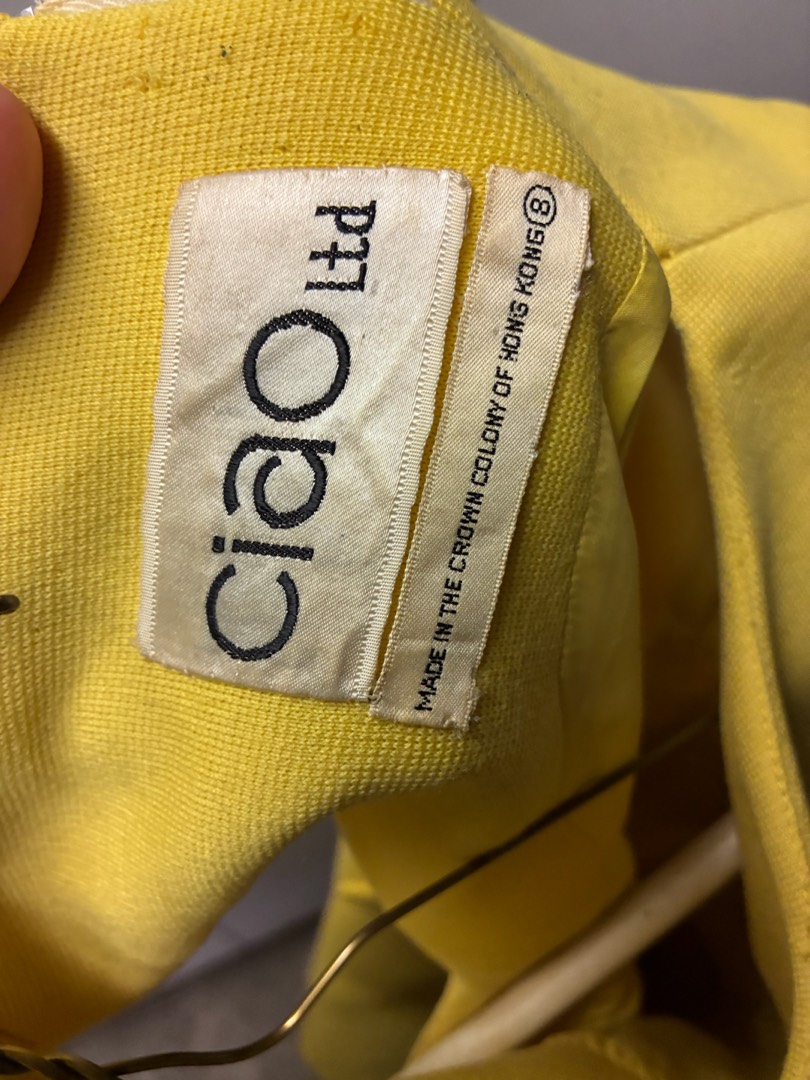 Ciao Ltd
MADE IN THE CROWN COLONY OF HONG KONG 8